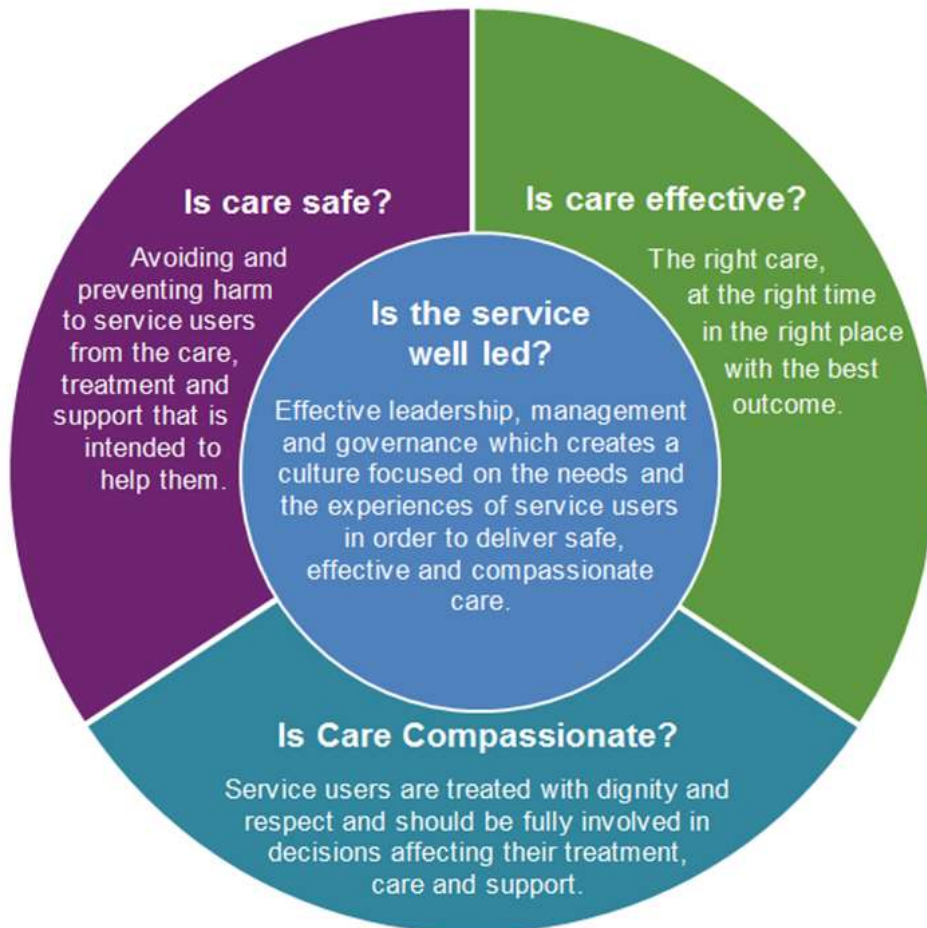 Is care safe?
Avoiding and
preventing harm
to service users
from the care,
treatment and
support that is
intended to
help them.
Is care effective?
The right care,
at the right time
in the right place
with the best
outcome.
Is the service
well led?
Effective leadership, management
and governance which creates a
culture focused on the needs and
the experiences of service users
in order to deliver safe,
effective and compassionate
care.
Is Care Compassionate?
Service users are treated with dignity and
respect and should be fully involved in
decisions affecting their treatment,
care and support.